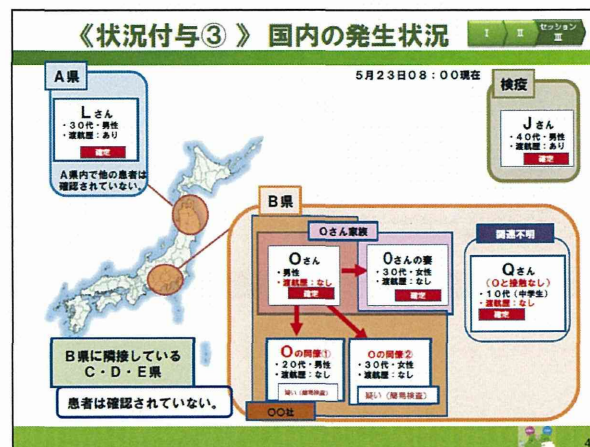 《状況付与③ 》 国内の発生状況
Ⅰ
Ⅱ
セッション
Ⅲ
5月23日08：00現在
A県
Lさん
・30代・男性
・渡航歴：あり
確定
A県内で他の患者は
確認されていない。
検疫
Jさん
・40代・男性
・渡航歴：あり
確定
B県
Oさん家族
Oさん
・男性
・渡航歴：なし
確定
Oさんの妻
・30代・女性
・渡航歴：なし
確定
関連不明
Qさん
（Oと接触なし）
・10代（中学生）
・渡航歴：なし
確定
Oの同僚①
・20代・男性
・渡航歴：なし
疑い（簡易検査）
Oの同僚②
・30代・女性
・渡航歴：なし
疑い（簡易検査）
〇〇社
B県に隣接している
C・D・E県
患者は確認されていない。
4